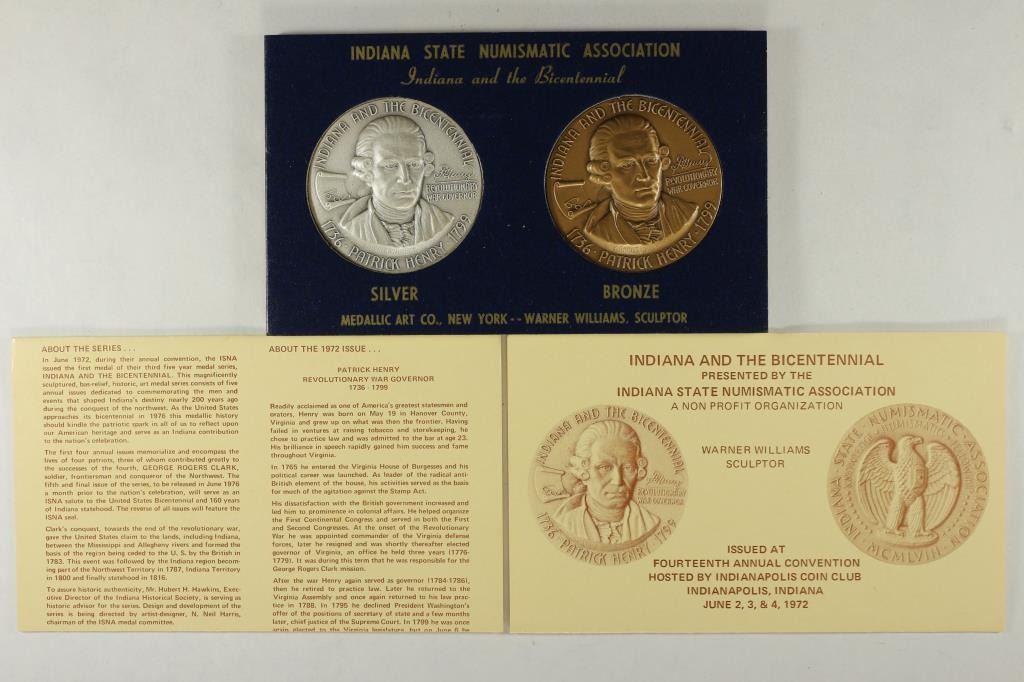 INDIANA STATE NUMISMATIC ASSOCIATION
Indiana and the Bicentennial
INDIANA AND THE BICENTENNIAL
REVOLUTIONARY
WAR GOVERNOR
1736 · PATRICK HENRY · 1799
INDIANA AND THE BICENTENNIAL
REVOLUTIONARY
WAR GOVERNOR
1736 · PATRICK HENRY · 1799
SILVER
BRONZE
MEDALLIC ART CO., NEW YORK -- WARNER WILLIAMS, SCULPTOR
ABOUT THE SERIES . . .
In June 1972, during their annual convention, the ISNA
issued the first medal of their third five year medal series,
INDIANA AND THE BICENTENNIAL. This magnificently
sculptured, bas-relief, historic, art medal series consists of five
annual issues dedicated to commemorating the men and
events that shaped Indiana's destiny nearly 200 years ago
during the conquest of the northwest. As the United States
approaches its bicentennial in 1976 this medallic history
should kindle the patriotic spark in all of us to reflect upon
our American heritage and serve as an Indiana contribution
to the nation's celebration.
The first four annual issues memorialize and encompass the
lives of four patriots, three of whom contributed greatly to
the successes of the fourth, GEORGE ROGERS CLARK,
soldier, frontiersman and conqueror of the Northwest. The
fifth and final issue of the series, to be released in June 1976
a month prior to the nation's celebration, will serve as an
ISNA salute to the United States Bicentennial and 160 years
of Indiana statehood. The reverse of all issues will feature the
ISNA seal.
Clark's conquest, towards the end of the revolutionary war,
gave the United States claim to the lands, including Indiana,
between the Mississippi and Allegheny rivers and formed the
basis of the region being ceded to the U. S. by the British in
1783. This event was followed by the Indiana region becom-
ing part of the Northwest Territory in 1787, Indiana Territory
in 1800 and finally statehood in 1816.
To assure historic authenticity, Mr. Hubert H. Hawkins, Exec-
utive Director of the Indiana Historical Society, is serving as
historic advisor for the series. Design and development of the
series is being directed by artist-designer, N. Neil Harris,
chairman of the ISNA medal committee.
ABOUT THE 1972 ISSUE . . .
PATRICK HENRY
REVOLUTIONARY WAR GOVERNOR
1736 - 1799
Readily acclaimed as one of America's greatest statesmen and
orators, Henry was born on May 19 in Hanover County,
Virginia and grew up on what was then the frontier. Having
failed in ventures at raising tobacco and storekeeping, he
chose to practice law and was admitted to the bar at age 23.
His brilliance in speech rapidly gained him success and fame
throughout Virginia.
In 1765 he entered the Virginia House of Burgesses and his
political career was launched. As leader of the radical anti-
British element of the house, his activities served as the basis
for much of the agitation against the Stamp Act.
His dissatisfaction with the British government increased and
led him to prominence in colonial affairs. He helped organize
the First Continental Congress and served in both the First
and Second Congresses. At the onset of the Revolutionary
War he was appointed commander of the Virginia defense
forces, later he resigned and was shortly thereafter elected
governor of Virginia, an office he held three years (1776-
1779). It was during this term that he was responsible for the
George Rogers Clark mission.
After the war Henry again served as governor (1784-1786),
then he retired to practice law. Later he returned to the
Virginia Assembly and once again returned to his law prac-
tice in 1788. In 1795 he declined President Washington's
offer of the positions of secretary of state and a few months
later, chief justice of the Supreme Court. In 1799 he was once
again elected to the Virginia legislature, but on June 6 he
INDIANA AND THE BICENTENNIAL
PRESENTED BY THE
INDIANA STATE NUMISMATIC ASSOCIATION
A NON PROFIT ORGANIZATION
INDIANA AND THE BICENTENNIAL
REVOLUTIONARY
WAR GOVERNOR
1736 · PATRICK HENRY · 1799
WARNER WILLIAMS
SCULPTOR
INDIANA STATE NUMISMATIC ASSOCIATION
MCMLVIII
ISSUED AT
FOURTEENTH ANNUAL CONVENTION
HOSTED BY INDIANAPOLIS COIN CLUB
INDIANAPOLIS, INDIANA
JUNE 2, 3, & 4, 1972